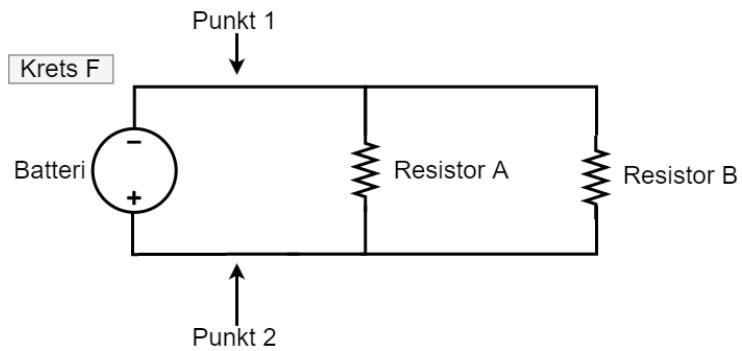 Punkt 1
Krets F
−
Batteri
+
Resistor A
Resistor B
Punkt 2